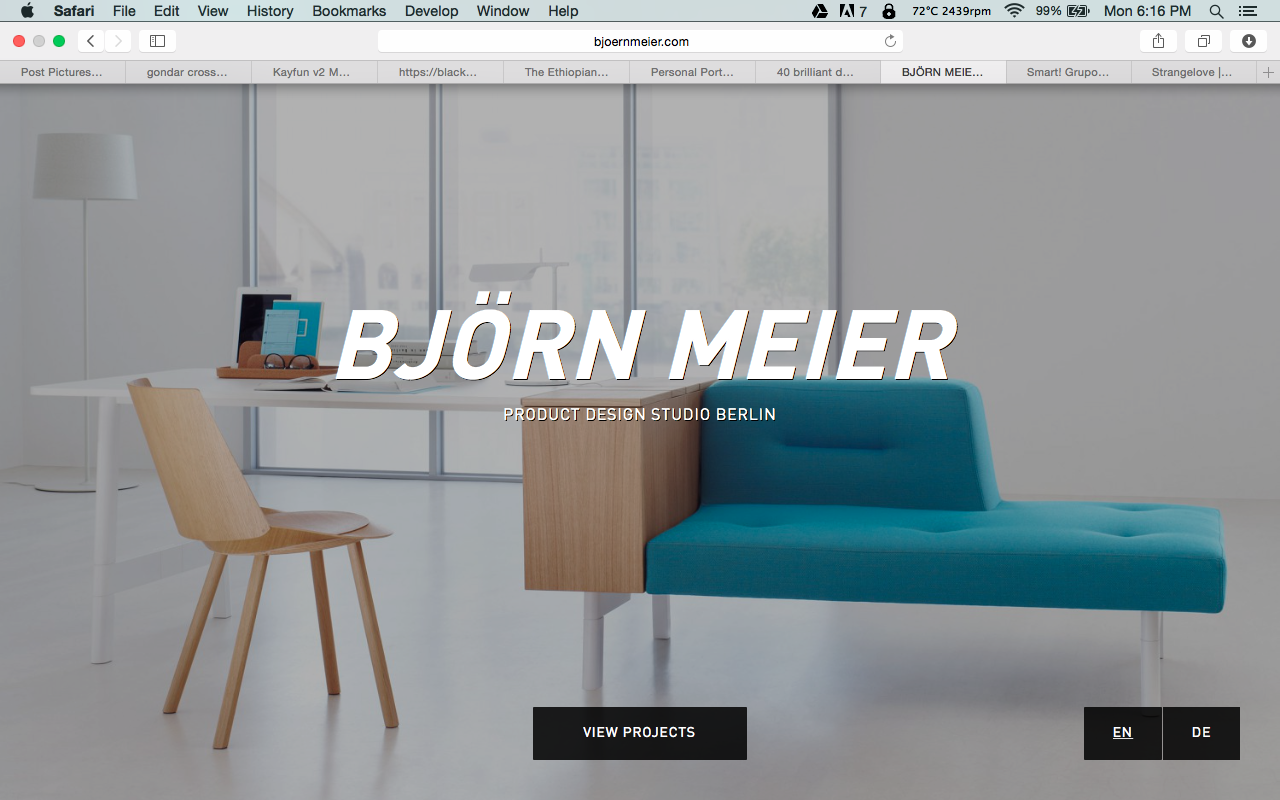 Safari File Edit View History Bookmarks Develop Window Help 7 72°C 2439rpm 99% Mon 6:16 PM
bjoernmeier.com
Post Pictures... gondar cross... Kayfun v2 M... https://black... The Ethiopian... Personal Port... 40 brilliant d... BJÖRN MEIE... Smart! Grupo... Strangelove |...
BJÖRN MEIER
PRODUCT DESIGN STUDIO BERLIN
VIEW PROJECTS
EN DE